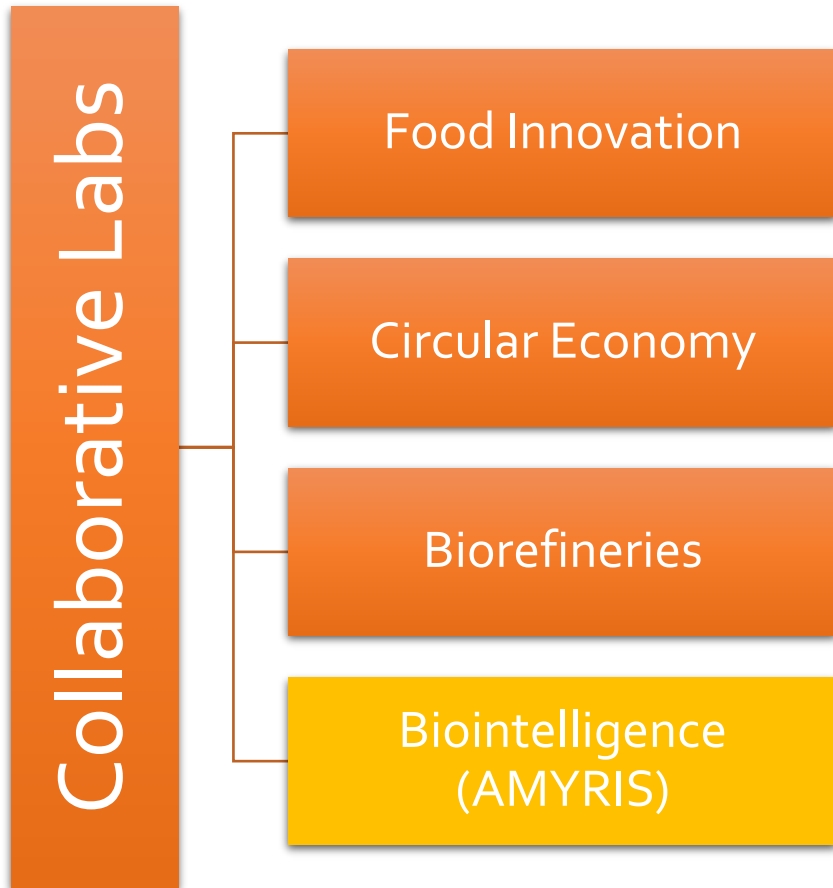 Collaborative Labs
Food Innovation
Circular Economy
Biorefineries
Biointelligence
(AMYRIS)